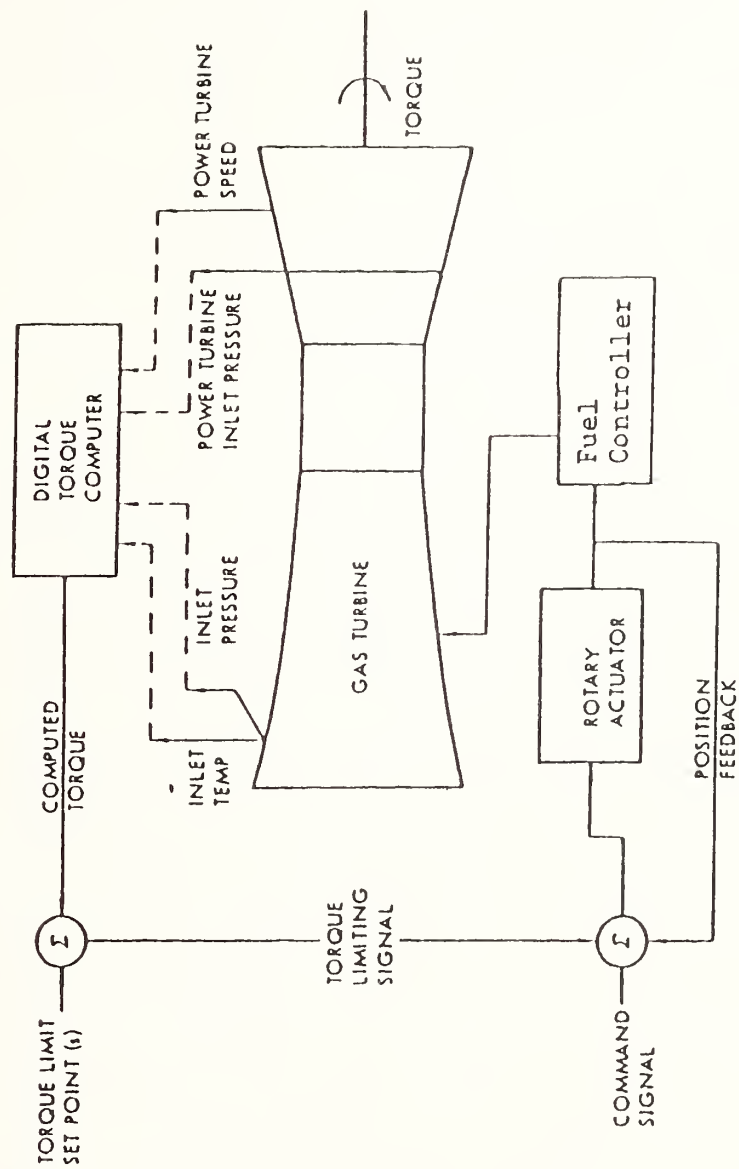 TORQUE LIMIT
SET POINT (s)
Σ
COMPUTED
TORQUE
DIGITAL
TORQUE
COMPUTER
INLET
TEMP
INLET
PRESSURE
POWER TURBINE
INLET PRESSURE
POWER TURBINE
SPEED
GAS TURBINE
TORQUE
TORQUE
LIMITING
SIGNAL
COMMAND
SIGNAL
Σ
ROTARY
ACTUATOR
Fuel
Controller
POSITION
FEEDBACK